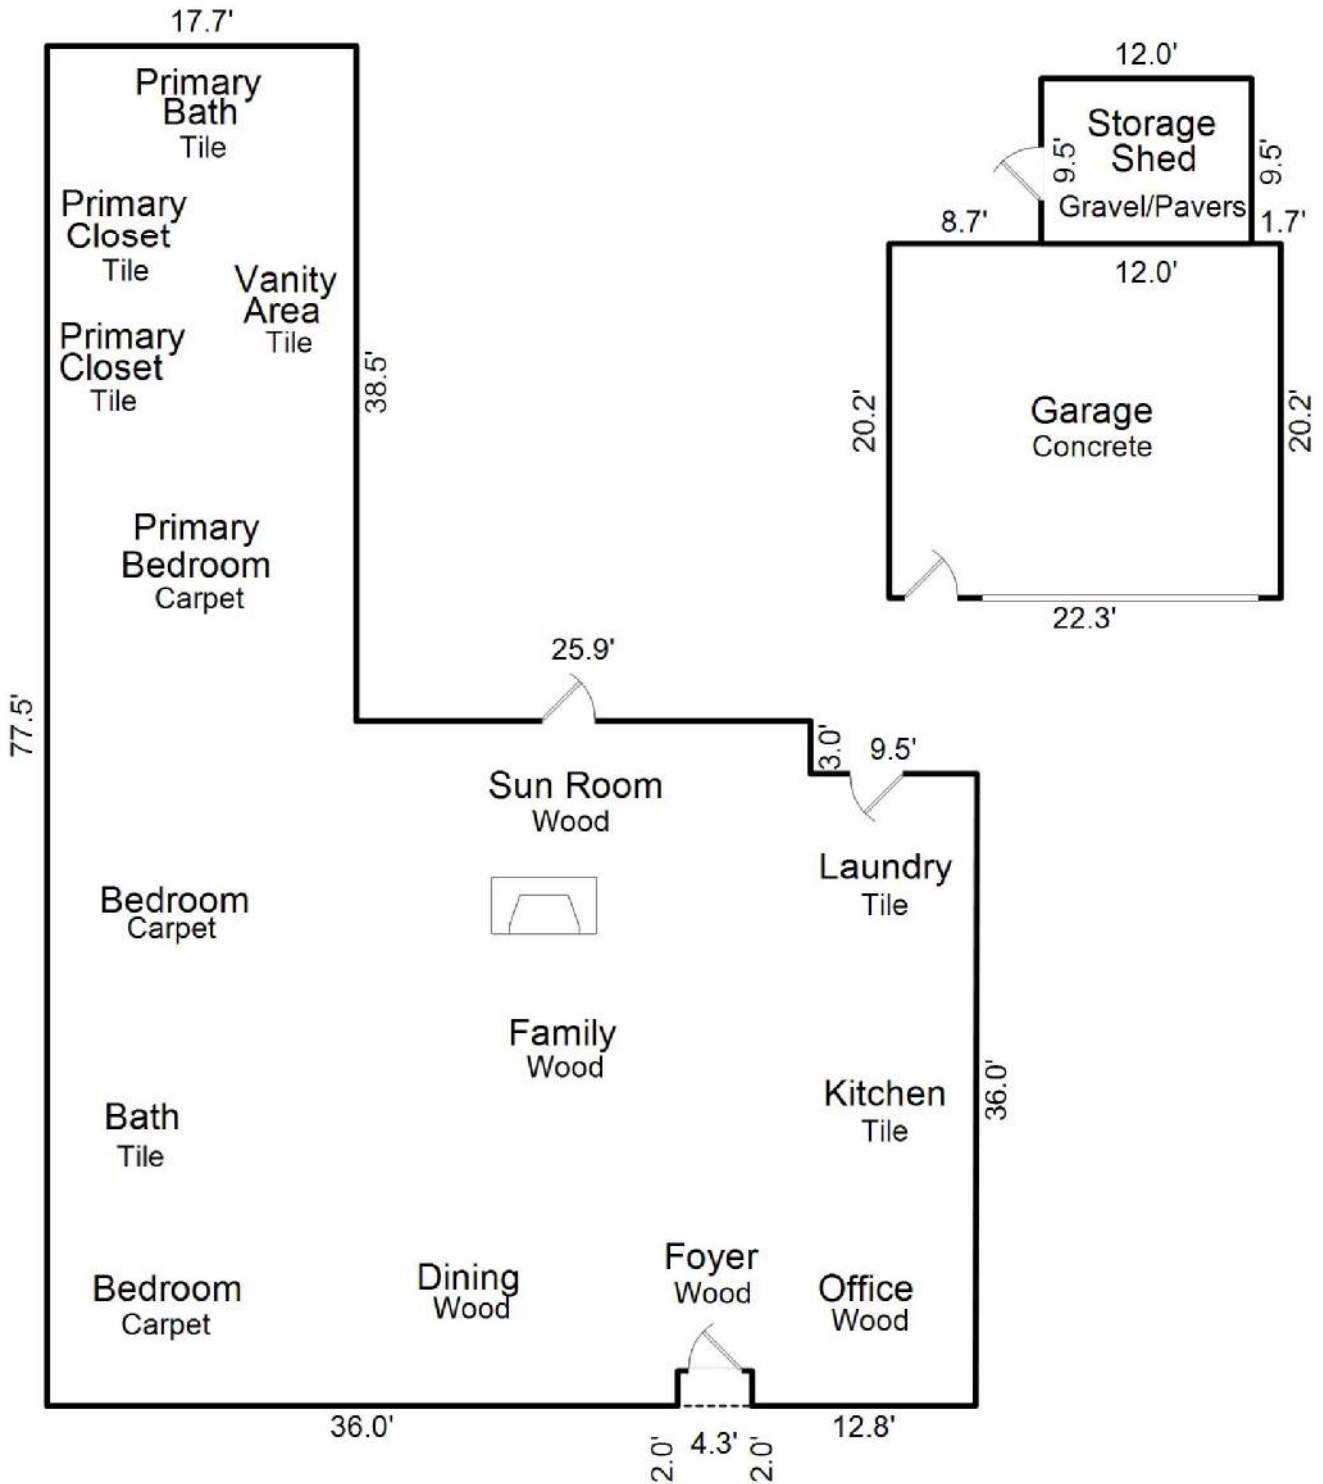 17.7'
Primary
Bath
Tile
Primary
Closet
Tile
Vanity
Area
Tile
Primary
Closet
Tile
38.5'
Primary
Bedroom
Carpet
77.5'
25.9'
3.0'
9.5'
Sun Room
Wood
Laundry
Tile
Bedroom
Carpet
Family
Wood
Kitchen
Tile
36.0'
Bath
Tile
Bedroom
Carpet
Dining
Wood
Foyer
Wood
Office
Wood
36.0'
2.0'
4.3'
2.0'
12.8'
12.0'
Storage
Shed
9.5'
9.5'
Gravel/Pavers
8.7'
1.7'
12.0'
20.2'
Garage
Concrete
20.2'
22.3'